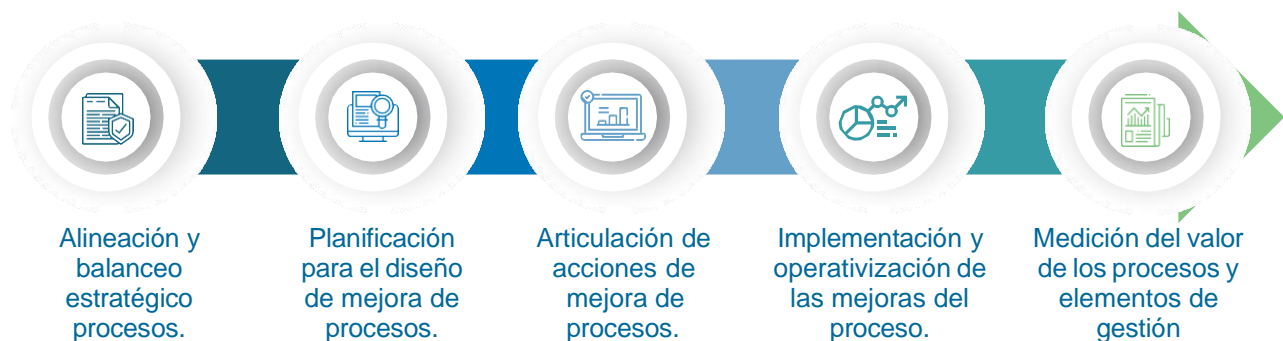 Alineación y
balanceo
estratégico
procesos.
Planificación
para el diseño
de mejora de
procesos.
Articulación de
acciones de
mejora de
procesos.
Implementación y
operativización de
las mejoras del
proceso.
Medición del valor
de los procesos y
elementos de
gestión